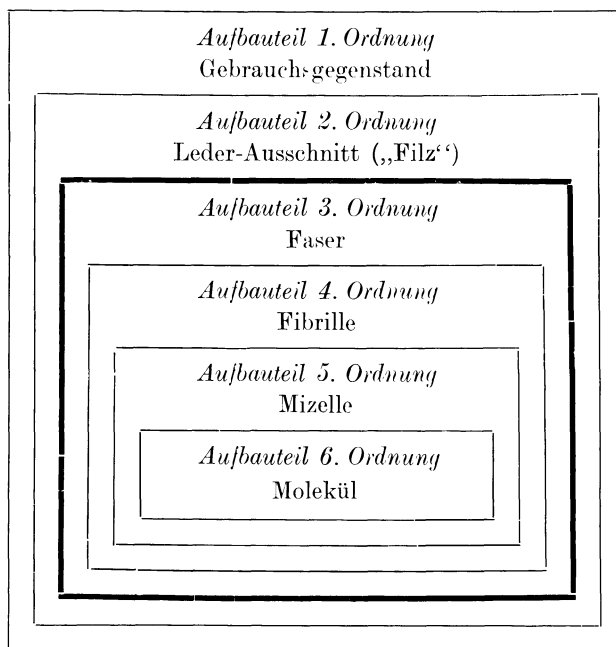 Aufbauteil 1. Ordnung
Gebrauchsgegenstand
Aufbauteil 2. Ordnung
Leder-Ausschnitt („Filz“)
Aufbauteil 3. Ordnung
Faser
Aufbauteil 4. Ordnung
Fibrille
Aufbauteil 5. Ordnung
Mizelle
Aufbauteil 6. Ordnung
Molekül